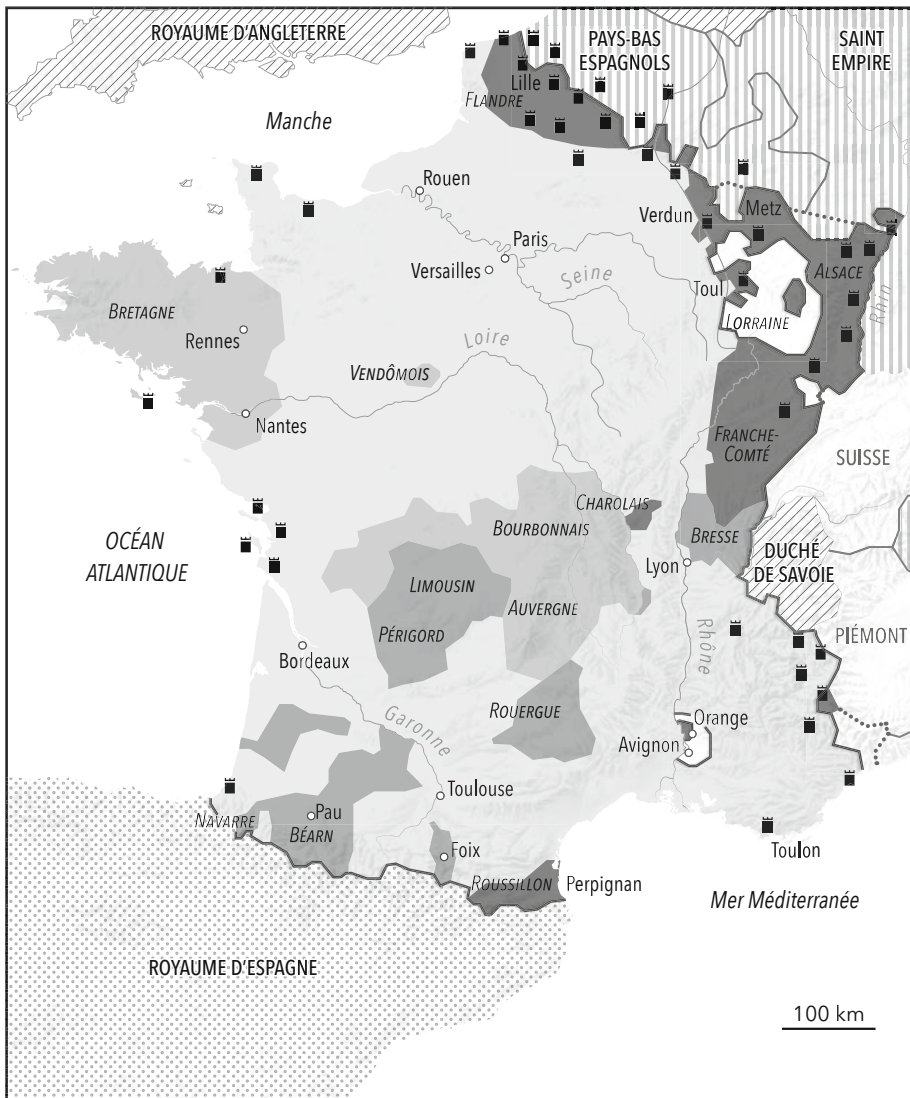 ROYAUME D'ANGLETERRE
PAYS-BAS
ESPAGNOLS
SAINT
EMPIRE
Lille
FLANDRE
Manche
Rouen
Verdun
Metz
Paris
Versailles
Seine
Toul
ALSACE
Rhin
BRETAGNE
Rennes
LORRAINE
Loire
VENDÔMOIS
Nantes
FRANCHE-
COMTÉ
SUISSE
CHAROLAIS
BOURBONNAIS
BRESSE
OCÉAN
ATLANTIQUE
DUCHÉ
DE SAVOIE
Lyon
LIMOUSIN
AUVERGNE
PÉRIGORD
Rhône
PIÉMONT
Bordeaux
ROUERGUE
Garonne
Orange
Avignon
Toulouse
NAVARRE
Pau
BÉARN
Toulon
Foix
ROUSSILLON
Perpignan
Mer Méditerranée
ROYAUME D'ESPAGNE
100 km